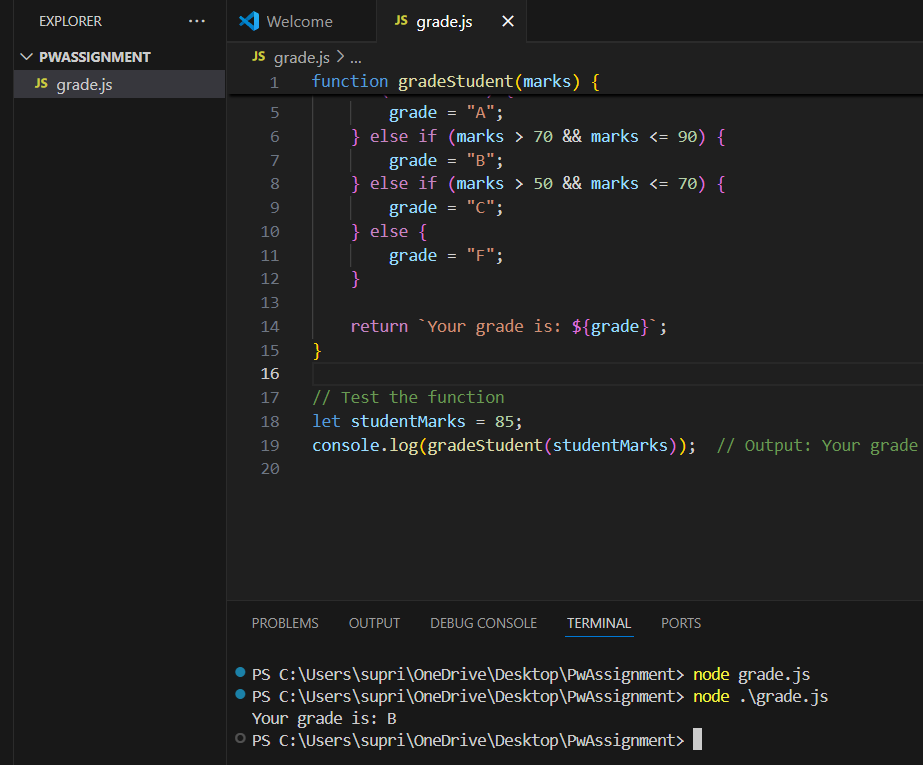 EXPLORER ...
PWASSIGNMENT
JS grade.js
Welcome
JS grade.js
JS grade.js > ...
1 function gradeStudent(marks) {
5 grade = "A";
6 } else if (marks > 70 && marks <= 90) {
7 grade = "B";
8 } else if (marks > 50 && marks <= 70) {
9 grade = "C";
10 } else {
11 grade = "F";
12 }
13
14 return `Your grade is: ${grade}`;
15 }
16
17 // Test the function
18 let studentMarks = 85;
19 console.log(gradeStudent(studentMarks)); // Output: Your grade
20
PROBLEMS OUTPUT DEBUG CONSOLE TERMINAL PORTS
PS C:\Users\supri\OneDrive\Desktop\PwAssignment> node grade.js
PS C:\Users\supri\OneDrive\Desktop\PwAssignment> node .\grade.js
Your grade is: B
PS C:\Users\supri\OneDrive\Desktop\PwAssignment>